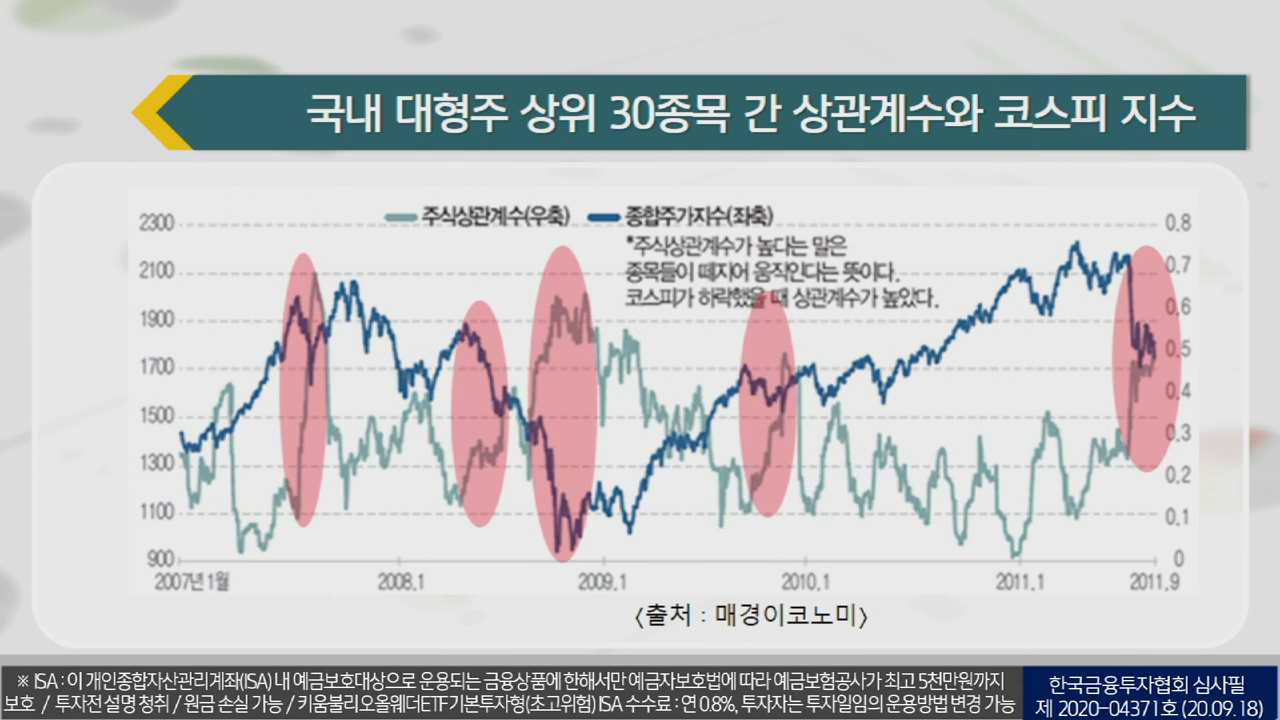 국내 대형주 상위 30종목 간 상관계수와 코스피 지수
주식상관계수(우축) 종합주가지수(좌축)
*주식상관계수가 높다는 말은
종목들이 떼지어 움직인다는 뜻이다.
코스피가 하락했을 때 상관계수가 높았다.
2300 0.8
2100 0.7
1900 0.6
1700 0.5
1500 0.4
1300 0.3
1100 0.2
900 0.1
0
2007년 1월 2008.1 2009.1 2010.1 2011.1 2011.9
<출처 : 매경이코노미>
※ ISA : 이 개인종합자산관리계좌(ISA) 내 예금보호대상으로 운용되는 금융상품에 한해서만 예금자보호법에 따라 예금보험공사가 최고 5천만원까지
보호 / 투자전 설명 청취 / 원금 손실 가능 / 키움불리오올웨더ETF기본투자형(초고위험) ISA 수수료 : 연 0.8%, 투자자는 투자일임의 운용방법 변경 가능
한국금융투자협회 심사필
제 2020-04371호 (20.09.18)